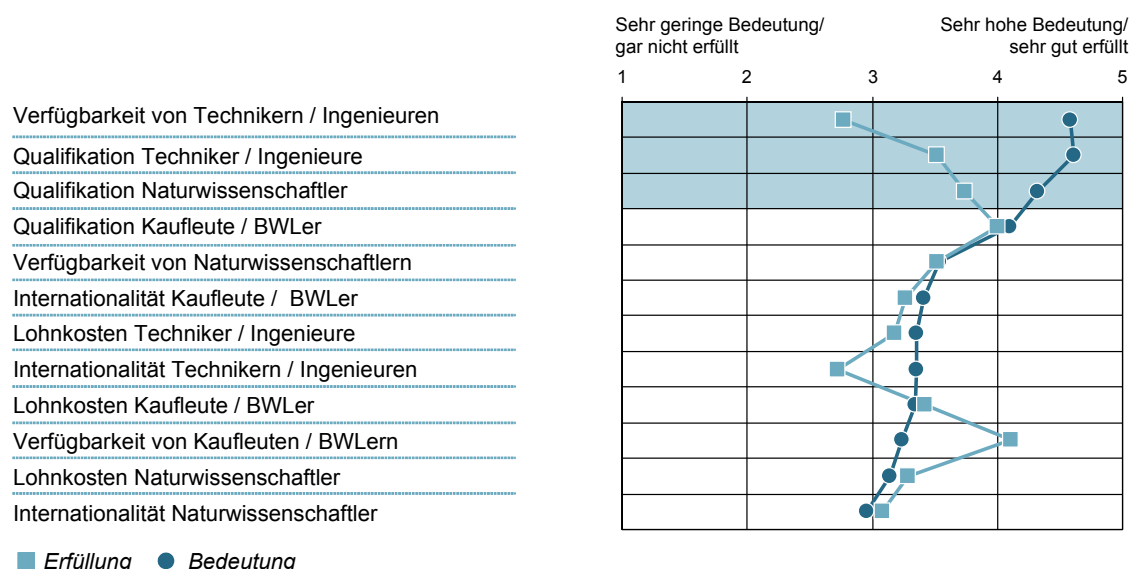 Sehr geringe Bedeutung/
gar nicht erfüllt
Sehr hohe Bedeutung/
sehr gut erfüllt
1 2 3 4 5
Verfügbarkeit von Technikern / Ingenieuren
Qualifikation Techniker / Ingenieure
Qualifikation Naturwissenschaftler
Qualifikation Kaufleute / BWLer
Verfügbarkeit von Naturwissenschaftlern
Internationalität Kaufleute / BWLer
Lohnkosten Techniker / Ingenieure
Internationalität Technikern / Ingenieuren
Lohnkosten Kaufleute / BWLer
Verfügbarkeit von Kaufleuten / BWLern
Lohnkosten Naturwissenschaftler
Internationalität Naturwissenschaftler
Erfüllung Bedeutung